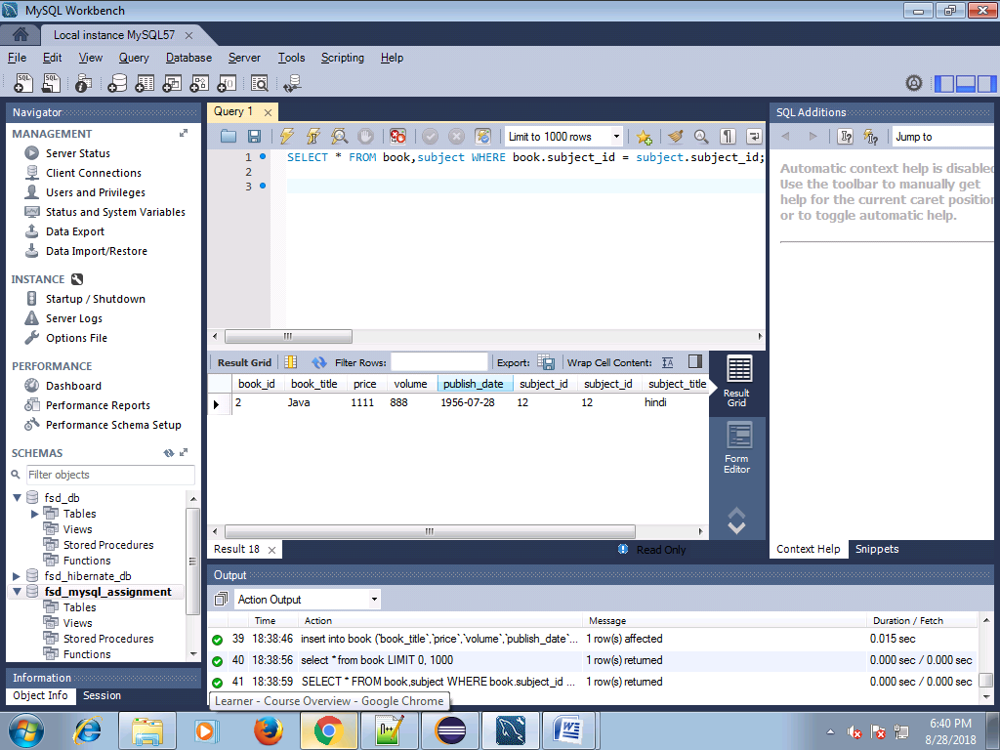 MySQL Workbench
Local instance MySQL57
File Edit View Query Database Server Tools Scripting Help
Navigator
MANAGEMENT
Server Status
Client Connections
Users and Privileges
Status and System Variables
Data Export
Data Import/Restore
INSTANCE
Startup / Shutdown
Server Logs
Options File
PERFORMANCE
Dashboard
Performance Reports
Performance Schema Setup
SCHEMAS
Filter objects
fsd_db
Tables
Views
Stored Procedures
Functions
fsd_hibernate_db
fsd_mysql_assignment
Tables
Views
Stored Procedures
Functions
Information
Object Info Session
Query 1
Limit to 1000 rows
1 SELECT * FROM book,subject WHERE book.subject_id = subject.subject_id;
2
3
Result Grid Filter Rows: Export: Wrap Cell Content:
book_id book_title price volume publish_date subject_id subject_id subject_title
2 Java 1111 888 1956-07-28 12 12 hindi
Result Grid
Form Editor
Result 18
Read Only
SQL Additions
Jump to
Automatic context help is disabled
Use the toolbar to manually get
help for the current caret position
or to toggle automatic help.
Context Help Snippets
Output
Action Output
Time Action Message Duration / Fetch
39 18:38:46 insert into book (`book_title`,`price`,`volume`,`publish_date`... 1 row(s) affected 0.015 sec
40 18:38:56 select * from book LIMIT 0, 1000 1 row(s) returned 0.000 sec / 0.000 sec
41 18:38:59 SELECT * FROM book,subject WHERE book.subject_id ... 1 row(s) returned 0.000 sec / 0.000 sec
Learner - Course Overview - Google Chrome
6:40 PM
8/28/2018